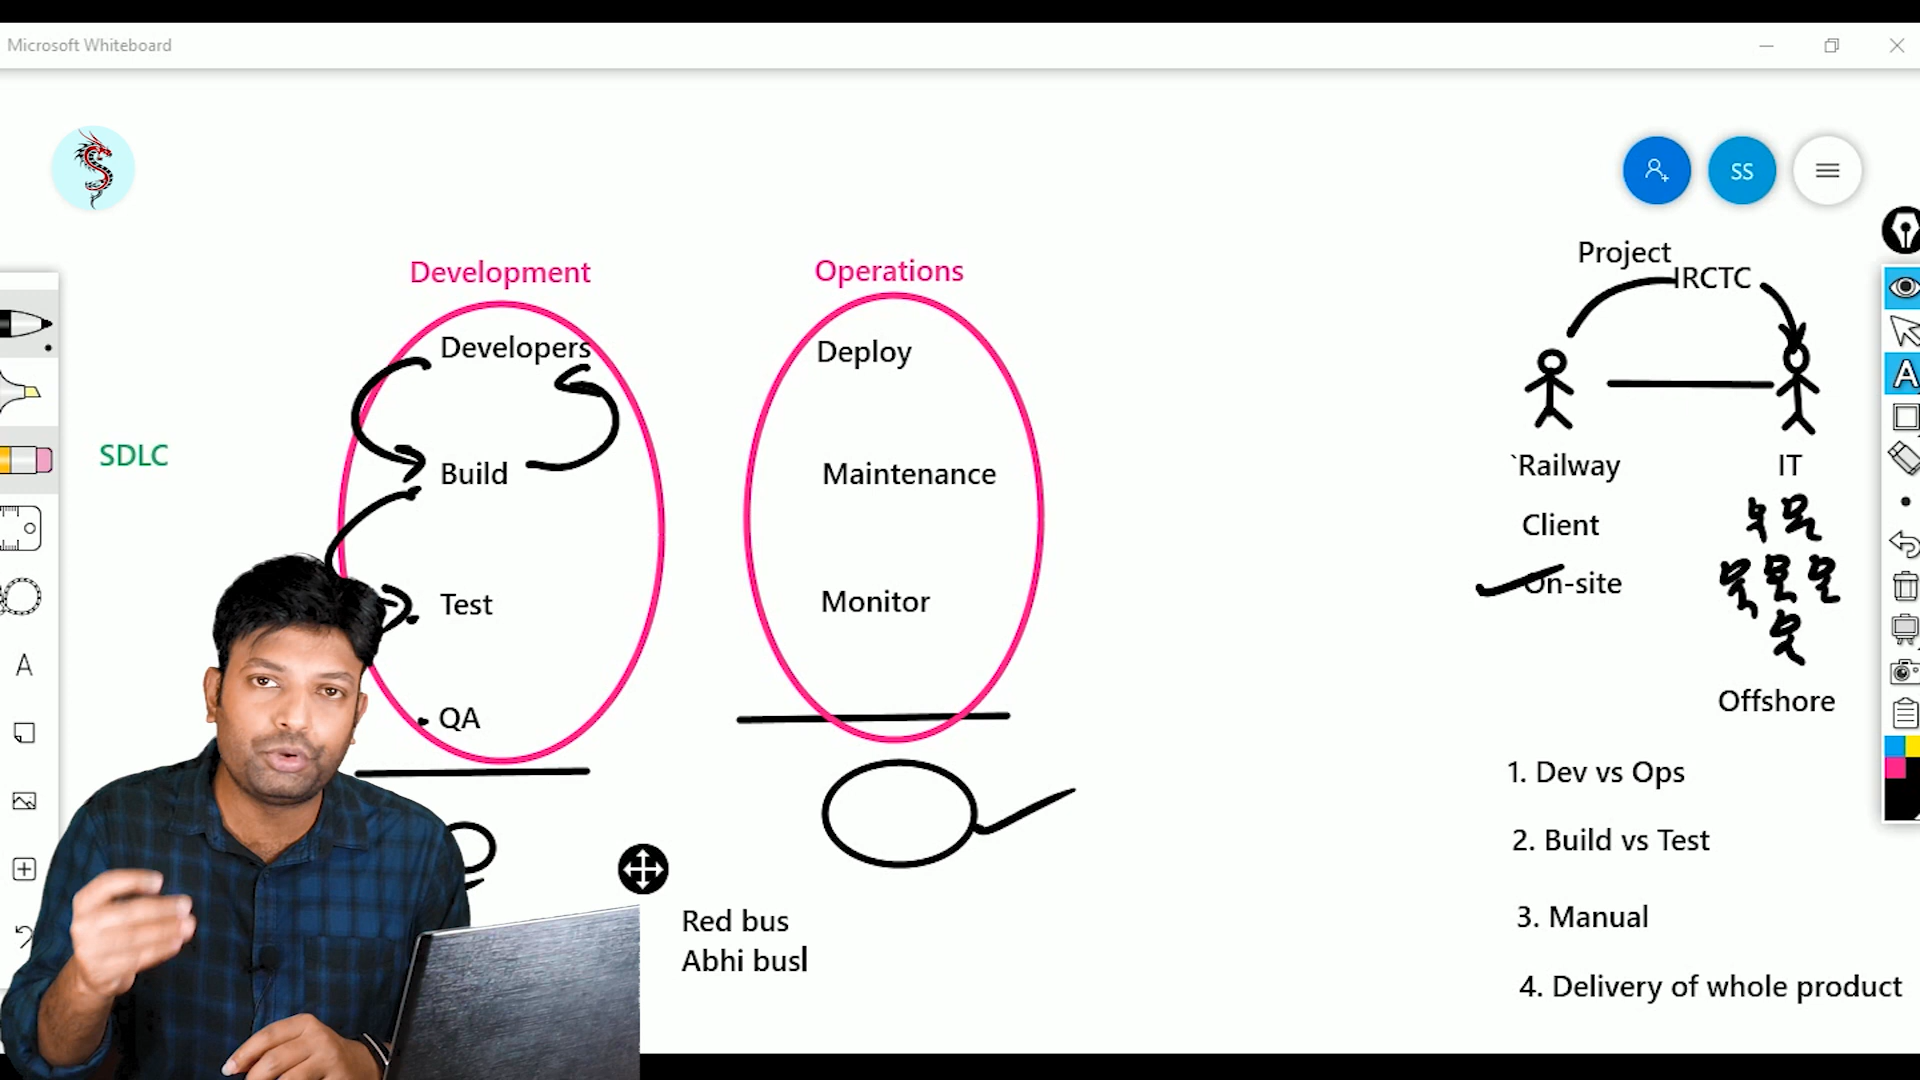 Microsoft Whiteboard
SS
Development
Operations
Project
IRCTC
Developers
Deploy
SDLC
Build
Maintenance
`Railway
IT
Client
On-site
Test
Monitor
QA
Offshore
1. Dev vs Ops
2. Build vs Test
3. Manual
4. Delivery of whole product
Red bus
Abhi bus
A
A